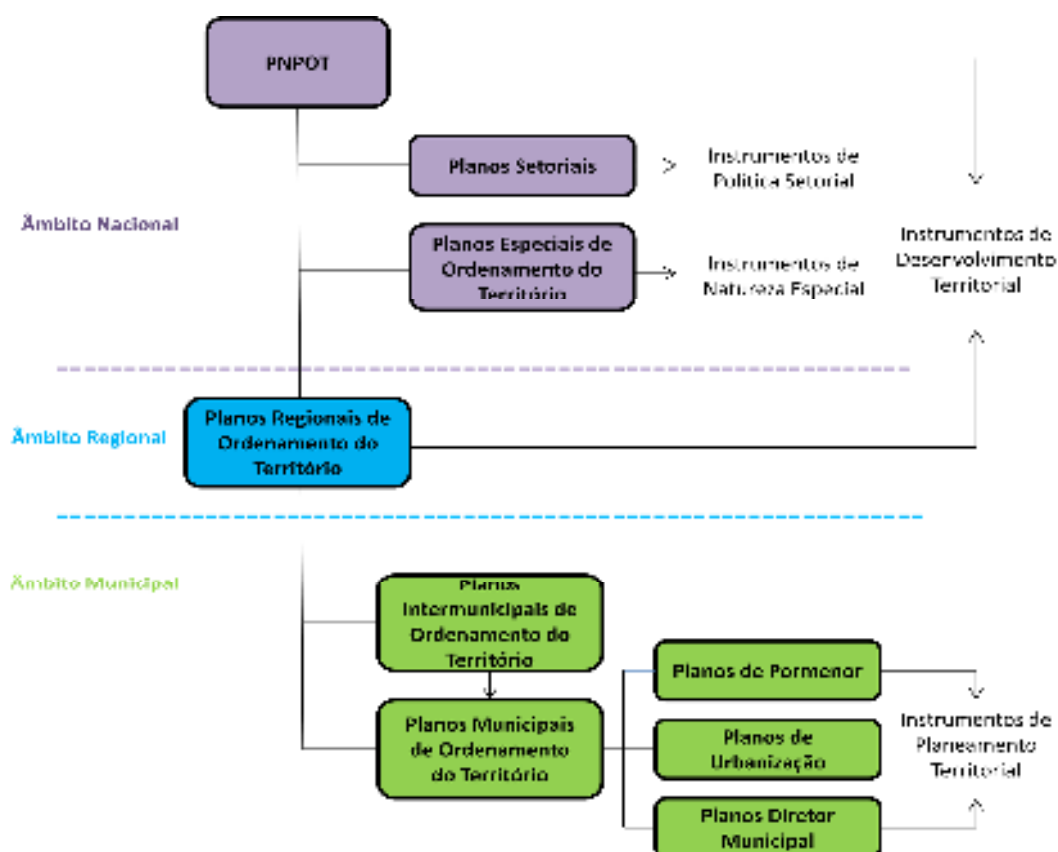 PNPOT
Planos Setoriais
Instrumentos de
Política Setorial
Âmbito Nacional
Planos Especiais de
Ordenamento do
Território
Instrumentos de
Natureza Especial
Instrumentos de
Desenvolvimento
Territorial
Âmbito Regional
Planos Regionais de
Ordenamento do
Território
Âmbito Municipal
Planos
Intermunicipais de
Ordenamento do
Território
Planos Municipais
de Ordenamento
do Território
Planos de Pormenor
Planos de
Urbanização
Planos Diretor
Municipal
Instrumentos de
Planeamento
Territorial